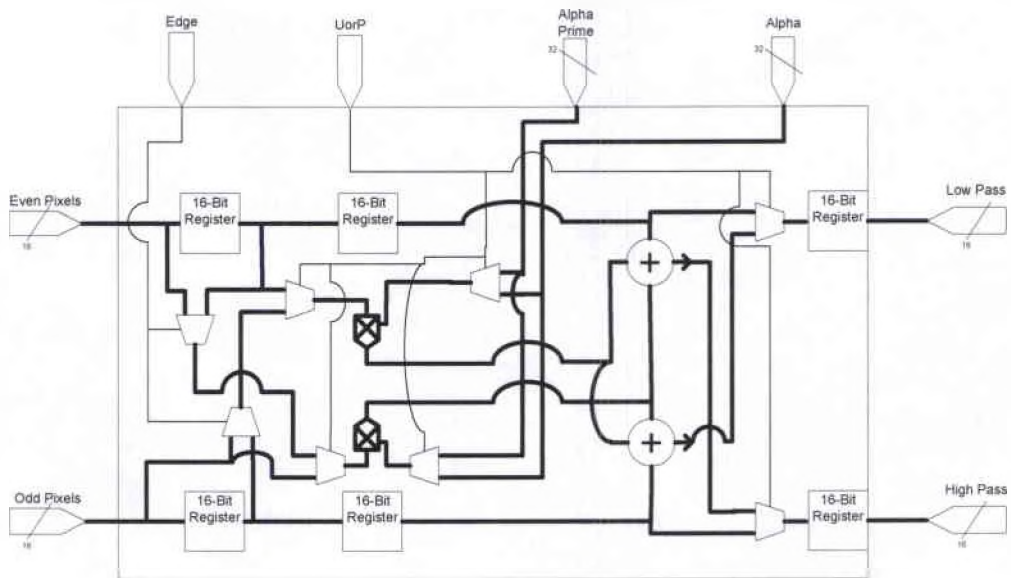 Edge
UorP
Alpha
Prime
Alpha
32
32
Even Pixels
16
16-Bit
Register
16-Bit
Register
16-Bit
Register
Low Pass
16
+
+
Odd Pixels
16
16-Bit
Register
16-Bit
Register
16-Bit
Register
High Pass
16